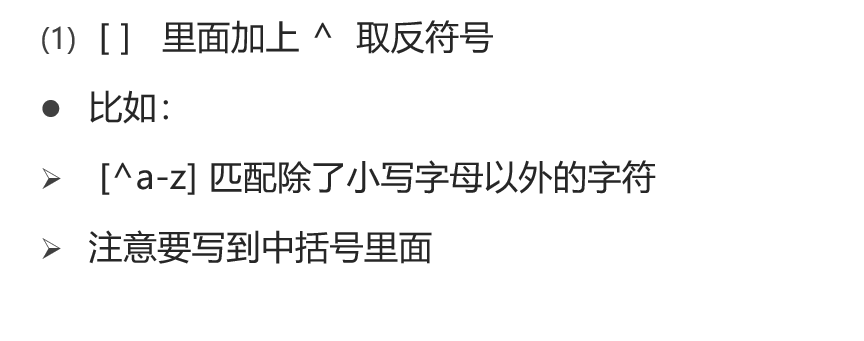 (1) [ ] 里面加上 ^ 取反符号
● 比如：
➢ [^a-z] 匹配除了小写字母以外的字符
➢ 注意要写到中括号里面